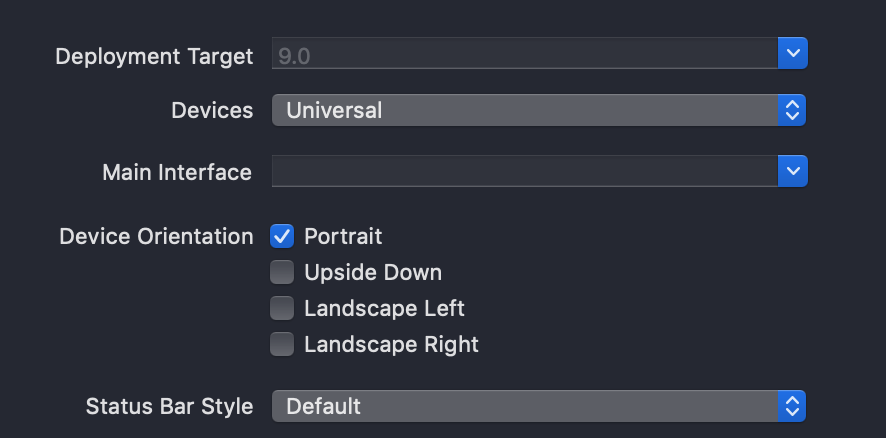 Deployment Target 9.0
Devices Universal
Main Interface
Device Orientation Portrait
Upside Down
Landscape Left
Landscape Right
Status Bar Style Default